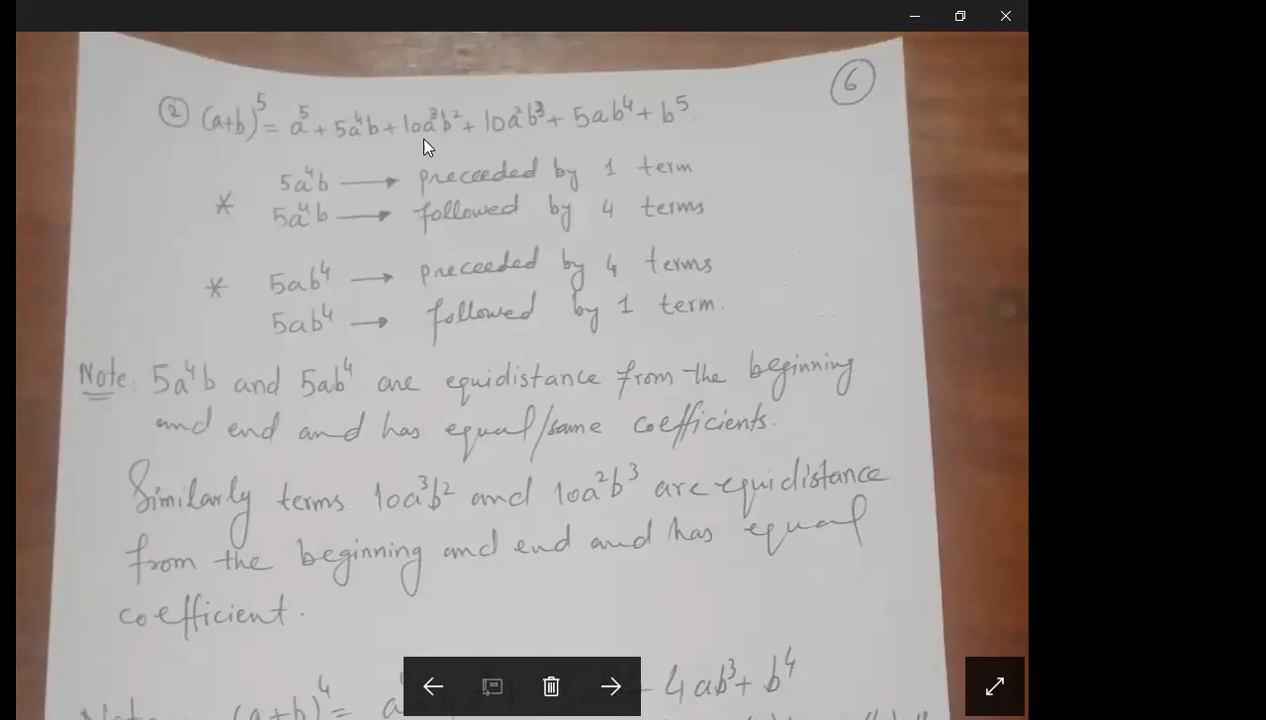 6
② (a+b)⁵ = a⁵ + 5a⁴b + 10a³b² + 10a²b³ + 5ab⁴ + b⁵
5a⁴b → preceeded by 1 term
* 5a⁴b → followed by 4 terms
5ab⁴ → preceeded by 4 terms
* 5ab⁴ → followed by 1 term.
Note: 5a⁴b and 5ab⁴ are equidistance from the beginning
and end and has equal/same coefficients.
Similarly terms 10a³b² and 10a²b³ are equidistance
from the beginning and end and has equal
coefficient.
(a+b)⁴ = a 4ab³ + b⁴